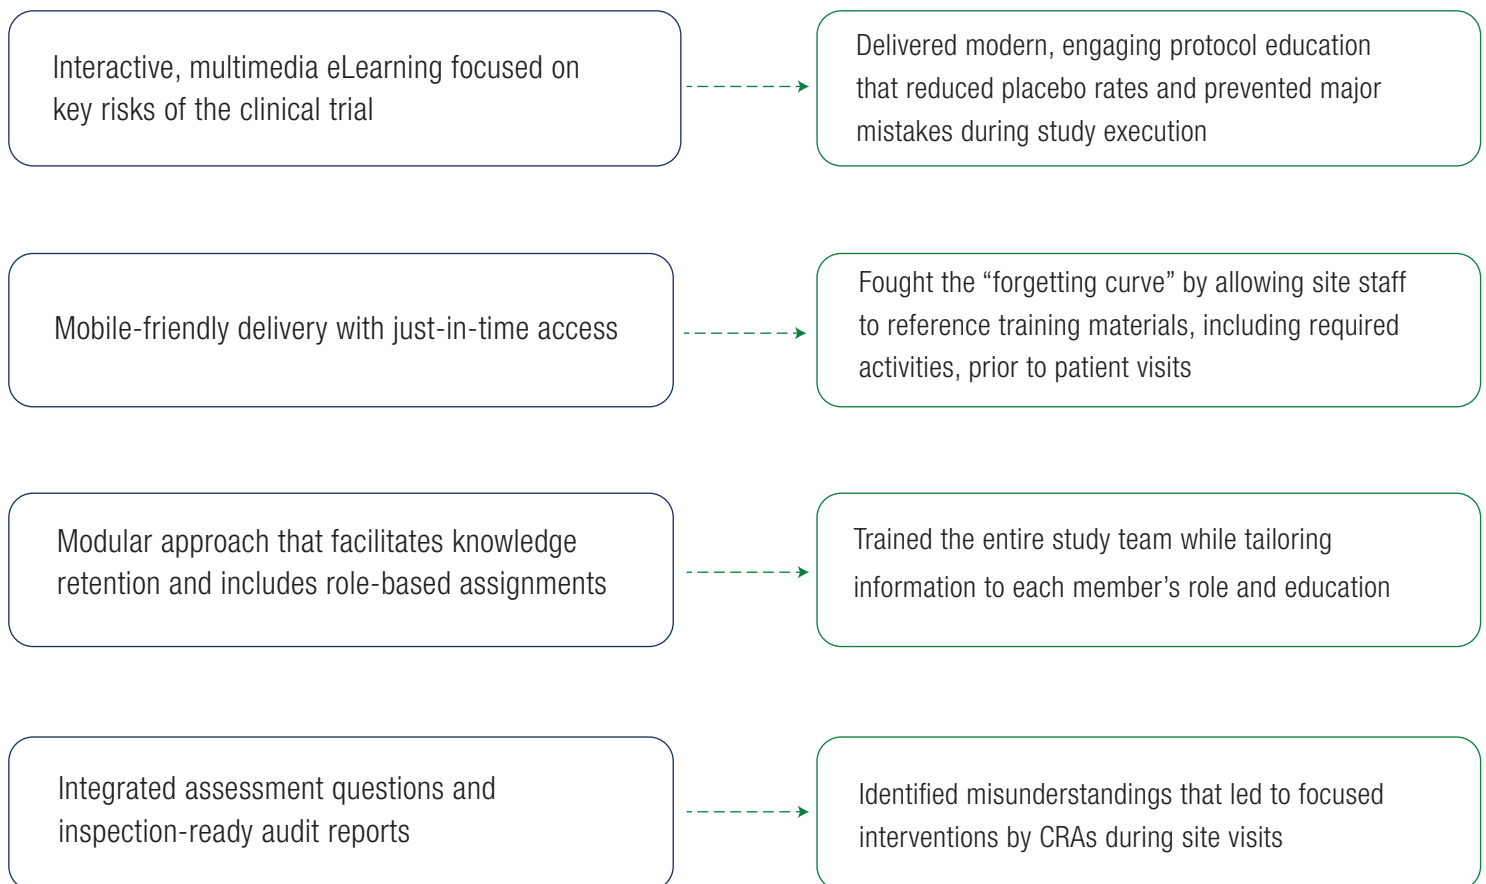 Interactive, multimedia eLearning focused on
key risks of the clinical trial
Delivered modern, engaging protocol education
that reduced placebo rates and prevented major
mistakes during study execution
Mobile-friendly delivery with just-in-time access
Fought the “forgetting curve” by allowing site staff
to reference training materials, including required
activities, prior to patient visits
Modular approach that facilitates knowledge
retention and includes role-based assignments
Trained the entire study team while tailoring
information to each member’s role and education
Integrated assessment questions and
inspection-ready audit reports
Identified misunderstandings that led to focused
interventions by CRAs during site visits